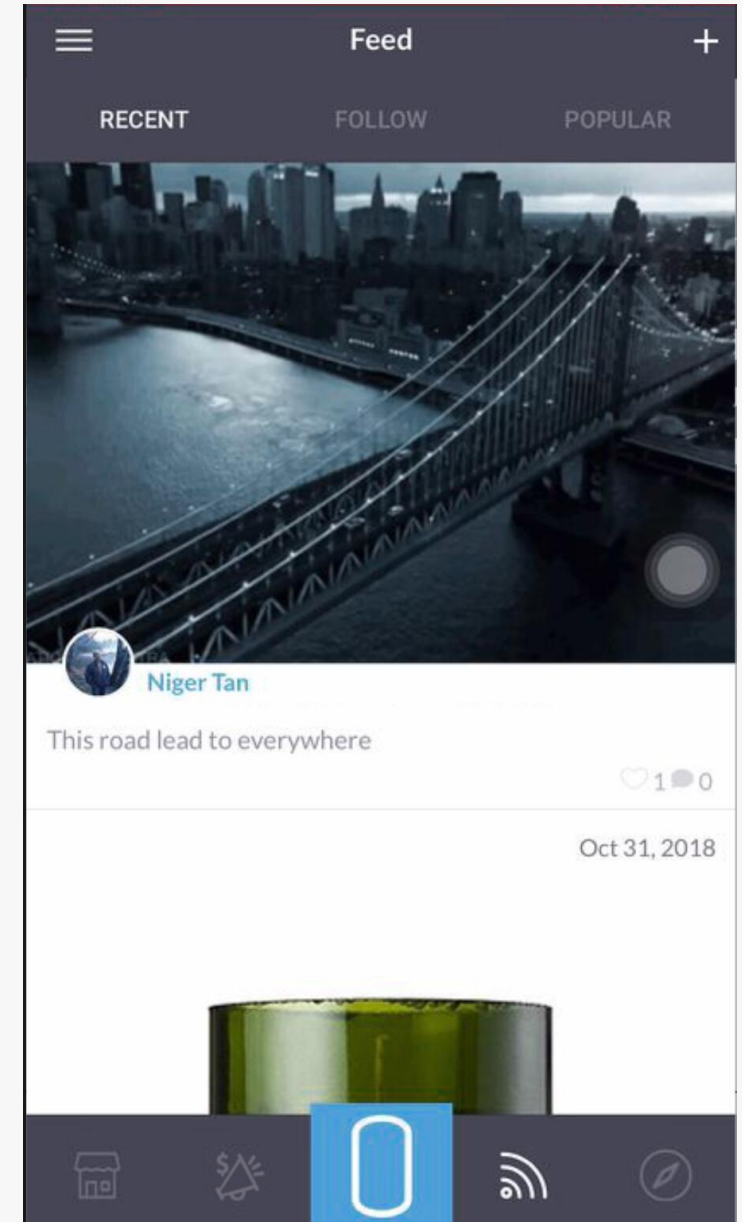 Feed
RECENT FOLLOW POPULAR
Niger Tan
This road lead to everywhere
1 0
Oct 31, 2018
$